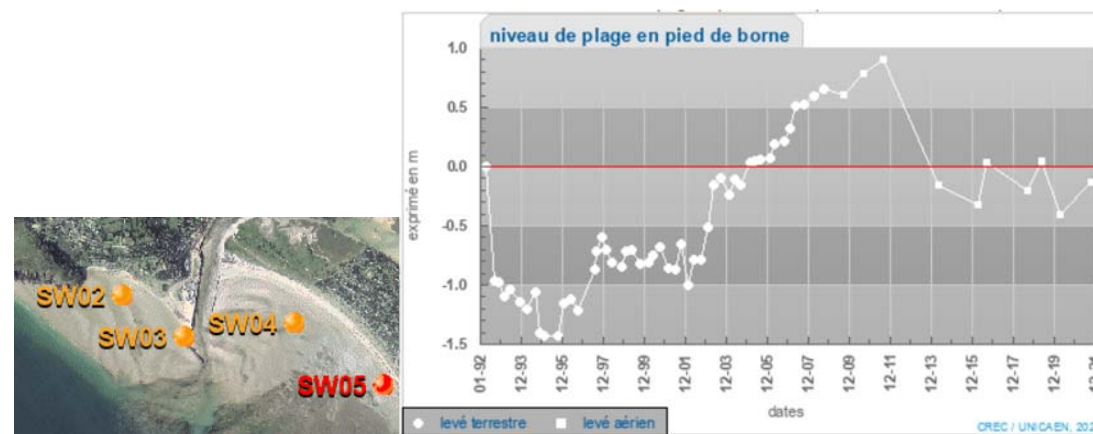 SW02
SW03
SW04
SW05
niveau de plage en pied de borne
exprimé en m
1.0
0.5
0.0
-0.5
-1.0
-1.5
01-92
12-93
12-95
12-97
12-99
12-01
12-03
12-05
12-07
12-09
12-11
12-13
12-15
12-17
12-19
dates
levé terrestre levé aérien
CREC / UNICAEN, 202